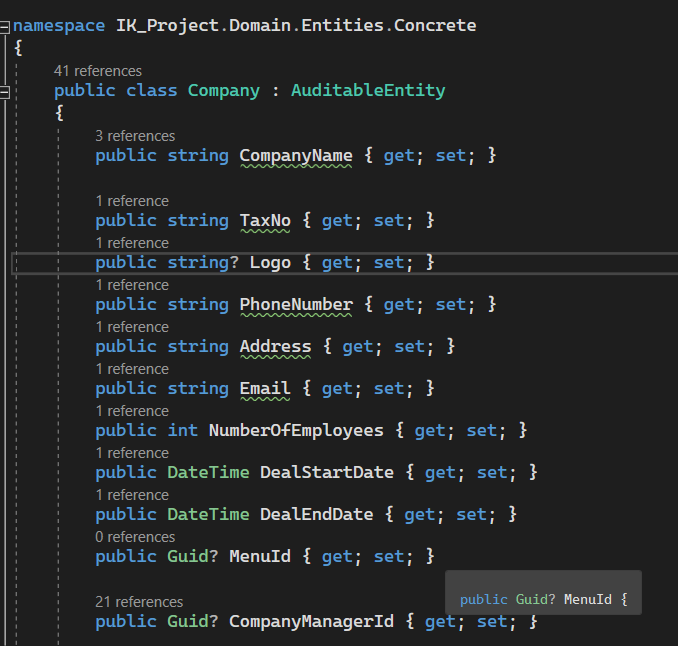 namespace IK_Project.Domain.Entities.Concrete
{
41 references
public class Company : AuditableEntity
{
3 references
public string CompanyName { get; set; }
1 reference
public string TaxNo { get; set; }
1 reference
public string? Logo { get; set; }
1 reference
public string PhoneNumber { get; set; }
1 reference
public string Address { get; set; }
1 reference
public string Email { get; set; }
1 reference
public int NumberOfEmployees { get; set; }
1 reference
public DateTime DealStartDate { get; set; }
1 reference
public DateTime DealEndDate { get; set; }
0 references
public Guid? MenuId { get; set; }
public Guid? MenuId {
21 references
public Guid? CompanyManagerId { get; set; }